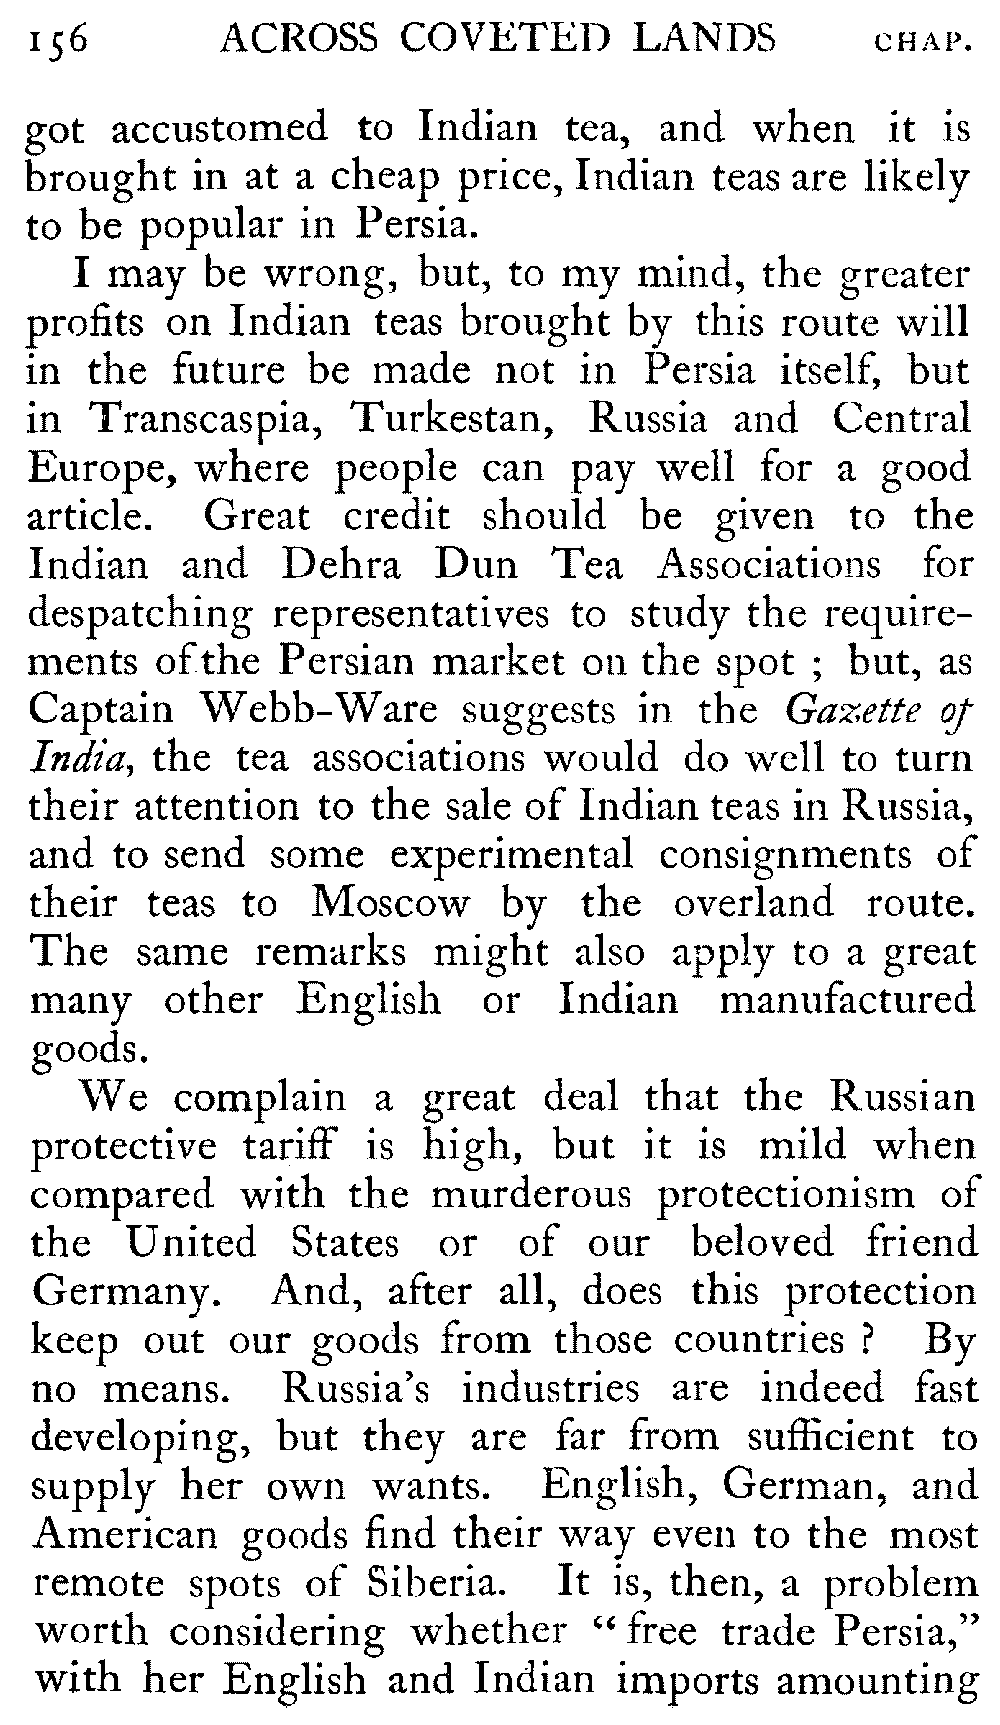 156 ACROSS COVETED LANDS CHAP.
got accustomed to Indian tea, and when it is
brought in at a cheap price, Indian teas are likely
to be popular in Persia.
I may be wrong, but, to my mind, the greater
profits on Indian teas brought by this route will
in the future be made not in Persia itself, but
in Transcaspia, Turkestan, Russia and Central
Europe, where people can pay well for a good
article. Great credit should be given to the
Indian and Dehra Dun Tea Associations for
despatching representatives to study the require-
ments of the Persian market on the spot ; but, as
Captain Webb-Ware suggests in the Gazette of
India, the tea associations would do well to turn
their attention to the sale of Indian teas in Russia,
and to send some experimental consignments of
their teas to Moscow by the overland route.
The same remarks might also apply to a great
many other English or Indian manufactured
goods.
We complain a great deal that the Russian
protective tariff is high, but it is mild when
compared with the murderous protectionism of
the United States or of our beloved friend
Germany. And, after all, does this protection
keep out our goods from those countries ? By
no means. Russia's industries are indeed fast
developing, but they are far from sufficient to
supply her own wants. English, German, and
American goods find their way even to the most
remote spots of Siberia. It is, then, a problem
worth considering whether “ free trade Persia,”
with her English and Indian imports amounting